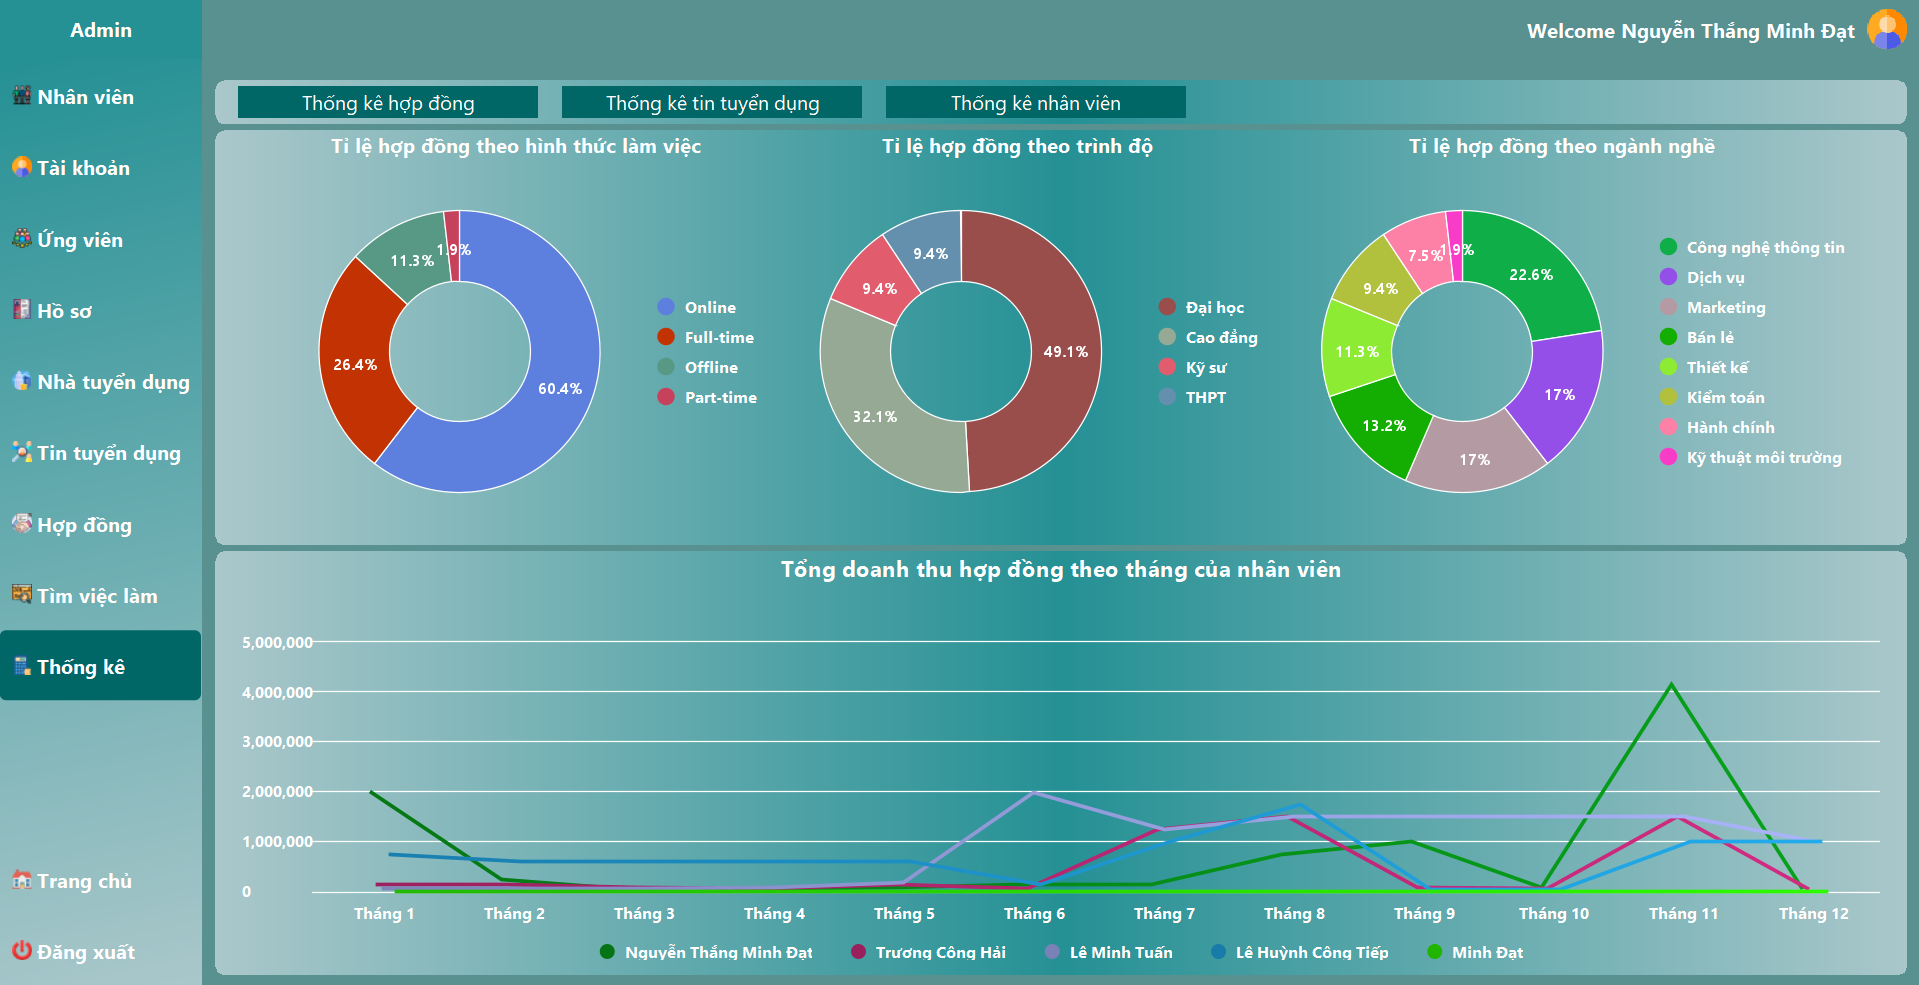 Admin
Nhân viên
Tài khoản
Ứng viên
Hồ sơ
Nhà tuyển dụng
Tin tuyển dụng
Hợp đồng
Tìm việc làm
Thống kê
Trang chủ
Đăng xuất
Welcome Nguyễn Thắng Minh Đạt
Thống kê hợp đồng
Thống kê tin tuyển dụng
Thống kê nhân viên
Tỉ lệ hợp đồng theo hình thức làm việc
60.4%
26.4%
11.3%
1.9%
Online
Full-time
Offline
Part-time
Tỉ lệ hợp đồng theo trình độ
49.1%
32.1%
9.4%
9.4%
Đại học
Cao đẳng
Kỹ sư
THPT
Tỉ lệ hợp đồng theo ngành nghề
22.6%
17%
17%
13.2%
11.3%
9.4%
7.5%
1.9%
Công nghệ thông tin
Dịch vụ
Marketing
Bán lẻ
Thiết kế
Kiểm toán
Hành chính
Kỹ thuật môi trường
Tổng doanh thu hợp đồng theo tháng của nhân viên
5,000,000
4,000,000
3,000,000
2,000,000
1,000,000
0
Tháng 1 Tháng 2 Tháng 3 Tháng 4 Tháng 5 Tháng 6 Tháng 7 Tháng 8 Tháng 9 Tháng 10 Tháng 11 Tháng 12
Nguyễn Thắng Minh Đạt Trương Công Hải Lê Minh Tuấn Lê Huỳnh Công Tiếp Minh Đạt